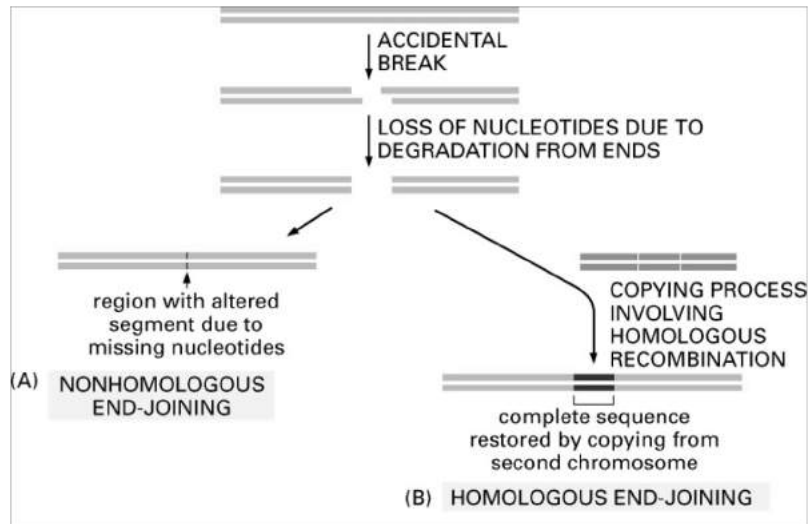 ACCIDENTAL
BREAK
LOSS OF NUCLEOTIDES DUE TO
DEGRADATION FROM ENDS
region with altered
segment due to
missing nucleotides
(A) NONHOMOLOGOUS
END-JOINING
COPYING PROCESS
INVOLVING
HOMOLOGOUS
RECOMBINATION
complete sequence
restored by copying from
second chromosome
(B) HOMOLOGOUS END-JOINING